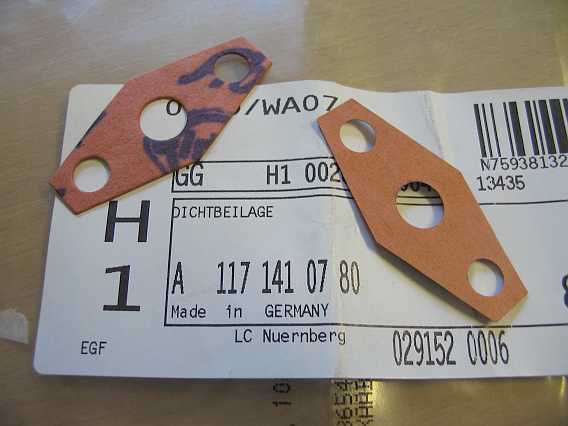 /WA07
N75938132
13435
GG H1 002
H
1
DICHTBEILAGE
A 117 141 07 80
Made in GERMANY
EGF
LC Nuernberg
029152 0006